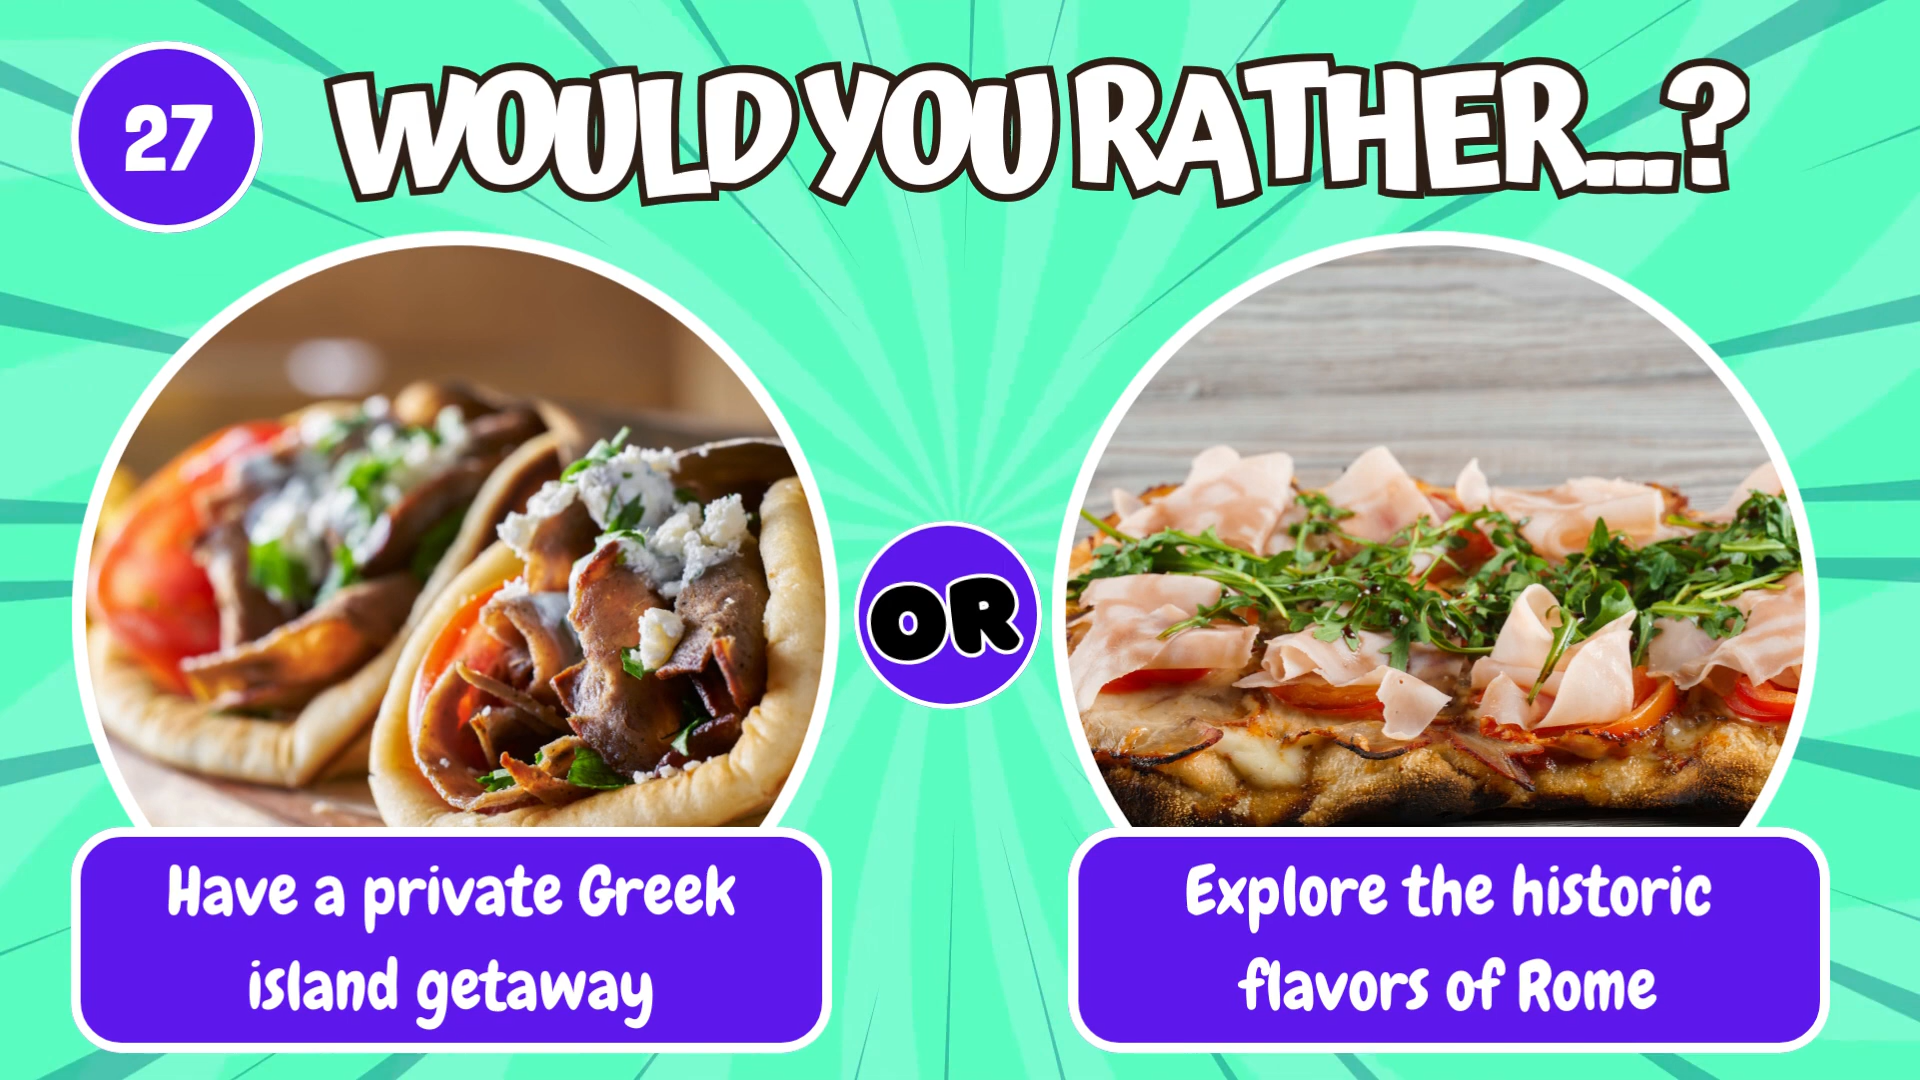 27
WOULD YOU RATHER...?
OR
Have a private Greek
island getaway
Explore the historic
flavors of Rome